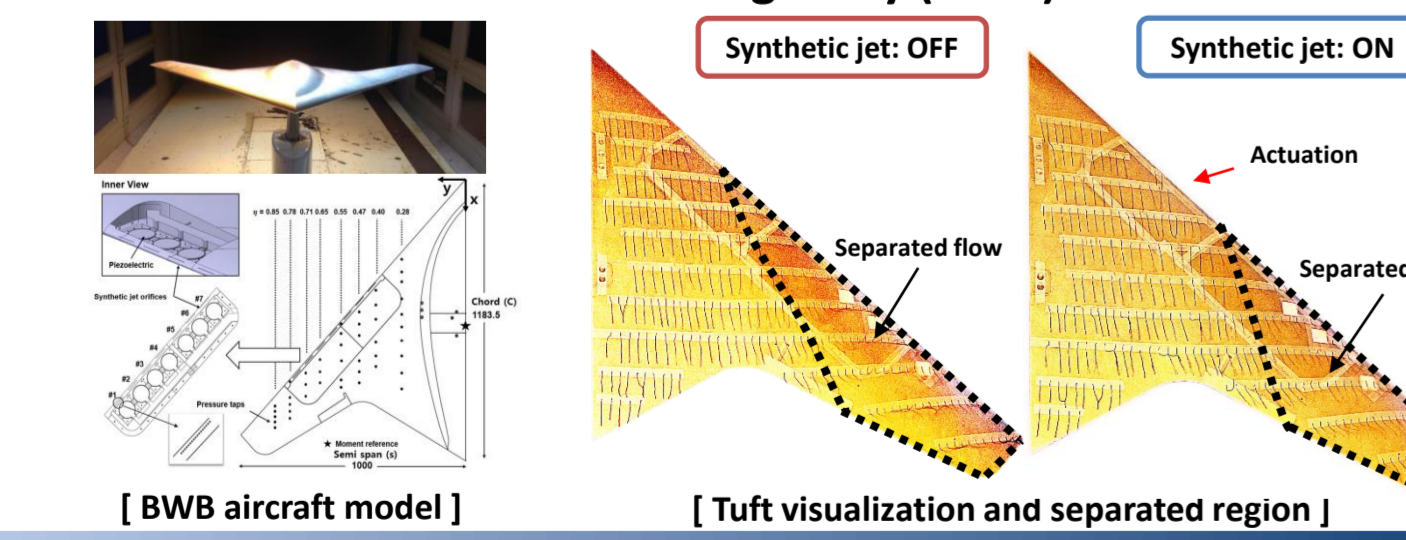 Synthetic jet: OFF
Synthetic jet: ON
Inner View
Piezoelectric
Synthetic jet orifices
#7
#6
#5
#4
#3
#2
#1
y
x
η = 0.85 0.78 0.71 0.65 0.55 0.47 0.40 0.28
Chord (C)
1183.5
Pressure taps
★ Moment reference
Semi span (s)
1000
[ BWB aircraft model ]
Separated flow
Actuation
Separated
[ Tuft visualization and separated region ]